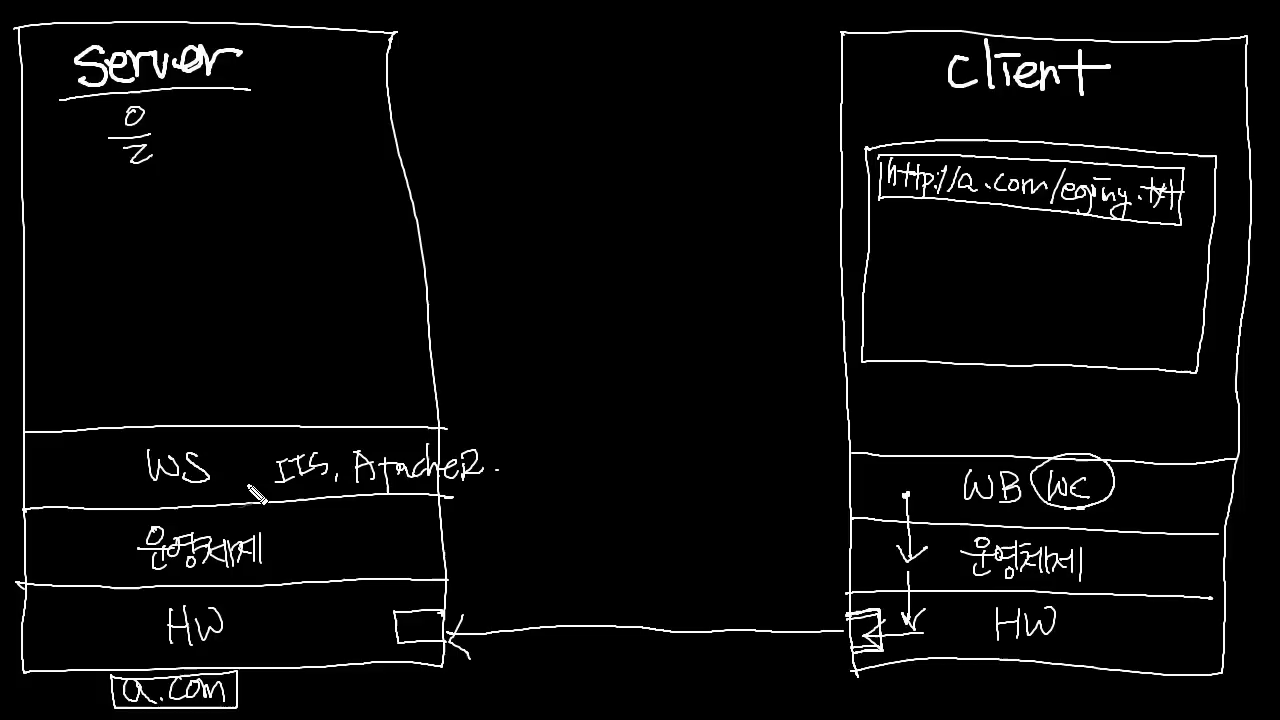 Server
WS IIS, Apache2.
운영체제
HW
a.com
client
http://a.com/eging.txt
WB WC
운영체제
HW